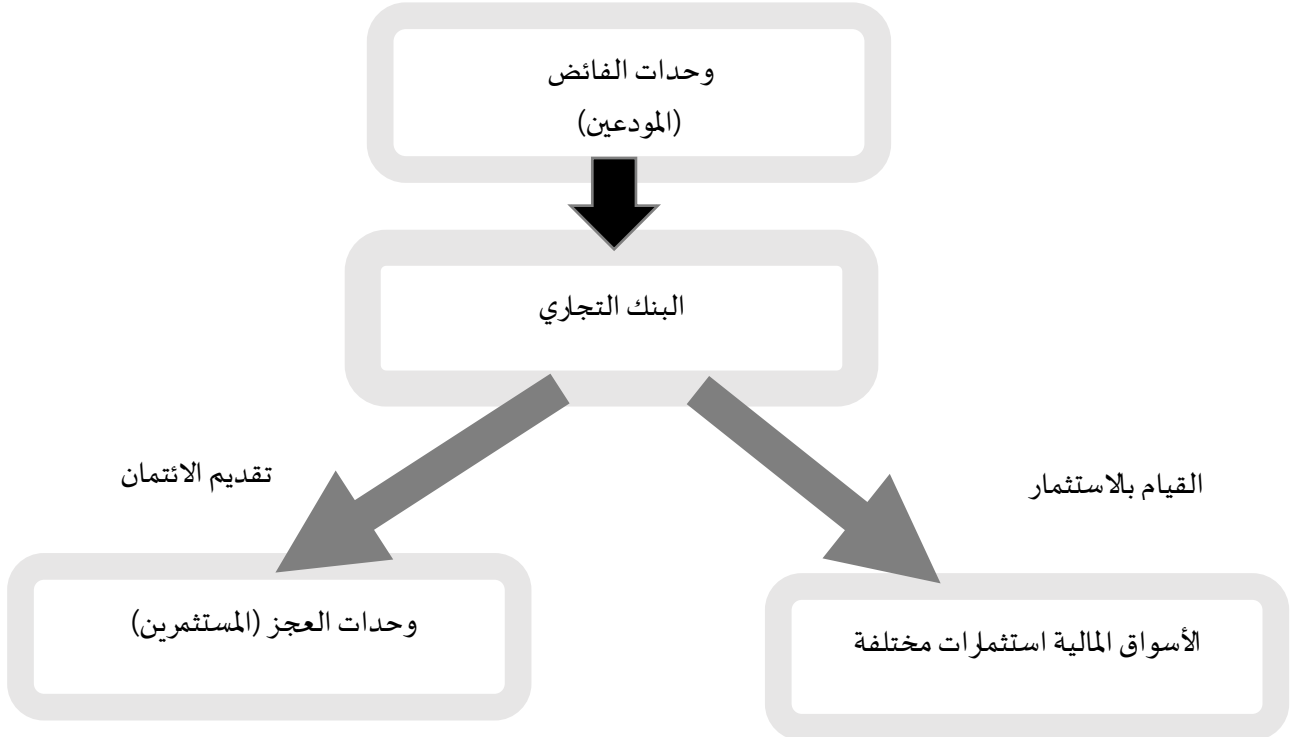 وحدات الفائض
(المودعين)
البنك التجاري
القيام بالاستثمار
تقديم الائتمان
الأسواق المالية استثمارات مختلفة
وحدات العجز (المستثمرين)